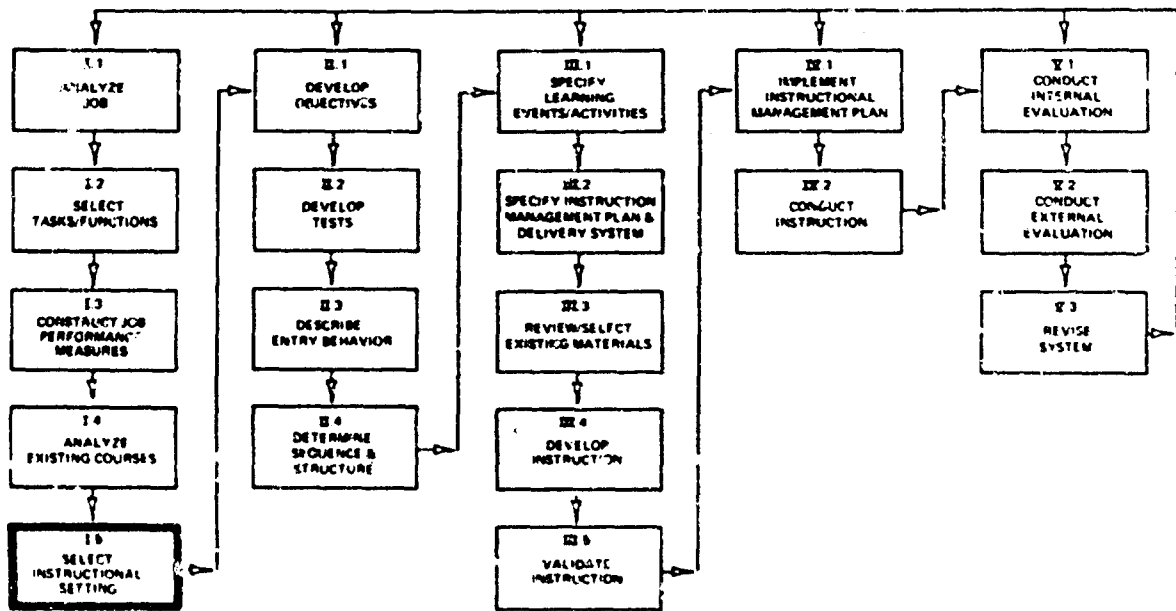 I.1
ANALYZE
JOB
I.2
SELECT
TASKS/FUNCTIONS
I.3
CONSTRUCT JOB
PERFORMANCE
MEASURES
I.4
ANALYZE
EXISTING COURSES
I.5
SELECT
INSTRUCTIONAL
SETTING
II.1
DEVELOP
OBJECTIVES
II.2
DEVELOP
TESTS
II.3
DESCRIBE
ENTRY BEHAVIOR
II.4
DETERMINE
SEQUENCE &
STRUCTURE
III.1
SPECIFY
LEARNING
EVENTS/ACTIVITIES
III.2
SPECIFY INSTRUCTION
MANAGEMENT PLAN &
DELIVERY SYSTEM
III.3
REVIEW/SELECT
EXISTING MATERIALS
III.4
DEVELOP
INSTRUCTION
III.5
VALIDATE
INSTRUCTION
IV.1
IMPLEMENT
INSTRUCTIONAL
MANAGEMENT PLAN
IV.2
CONDUCT
INSTRUCTION
V.1
CONDUCT
INTERNAL
EVALUATION
V.2
CONDUCT
EXTERNAL
EVALUATION
V.3
REVISE
SYSTEM